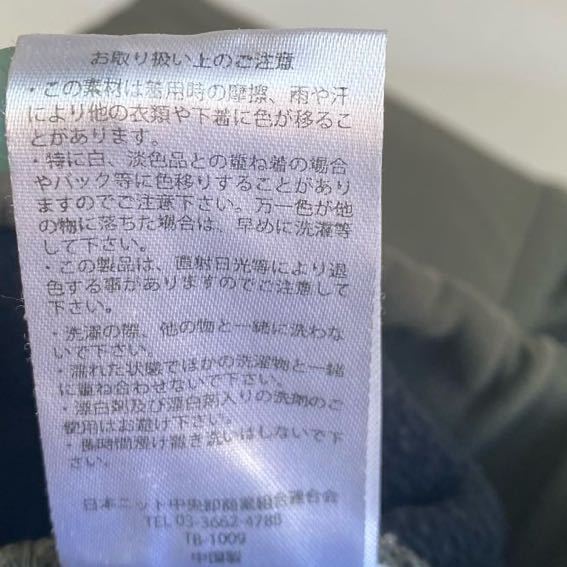 お取り扱い上のご注意
・この素材は着用時の摩擦、雨や汗
により他の衣類や下着に色が移るこ
とがあります。
・特に白、淡色品との重ね着の場合
やバック等に色移りすることがあり
ますのでご注意下さい。万一色が他
の物に落ちた場合は、早めに洗濯等
して下さい。
・この製品は、直射日光等により退
色する事がありますのでご注意して
下さい。
・洗濯の際、他の物と一緒に洗わな
いで下さい。
・濡れた状態でほかの洗濯物と一緒
に重ね合わせないで下さい。
・漂白剤及び漂白剤入りの洗剤のご
使用はお避け下さい。
・長時間漬け置き洗いはしないで下
さい。
日本ニット中央卸商業組合連合会
TEL 03-3662-4788
TB-1009
中国製